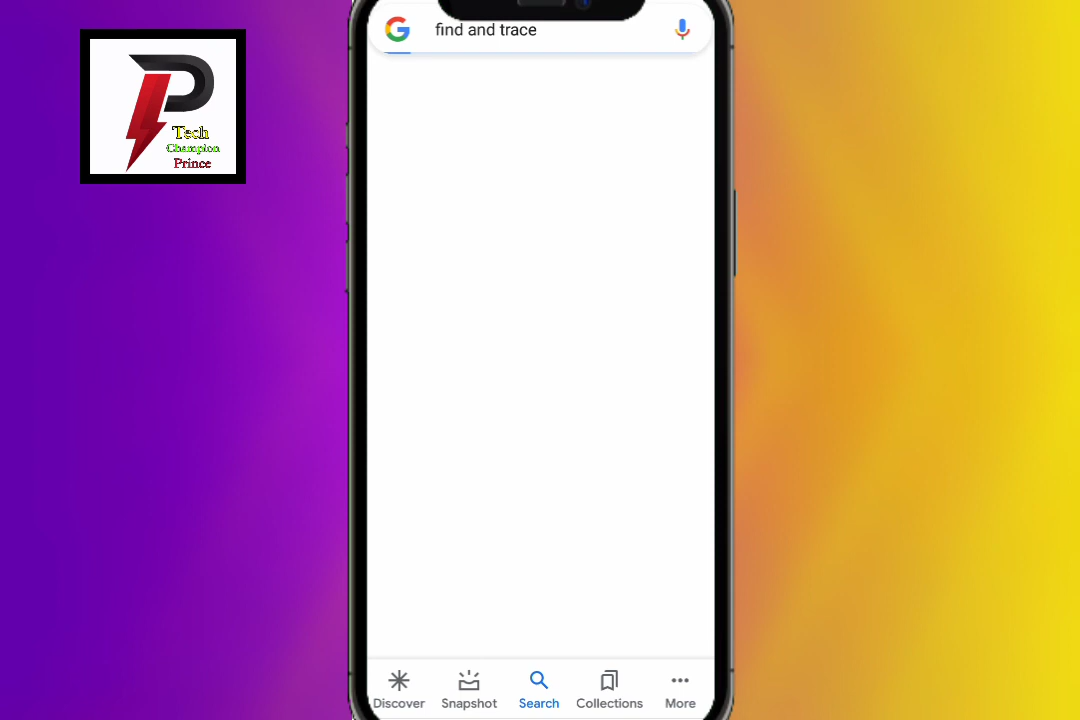 find and trace
Tech
Champion
Prince
Discover
Snapshot
Search
Collections
More